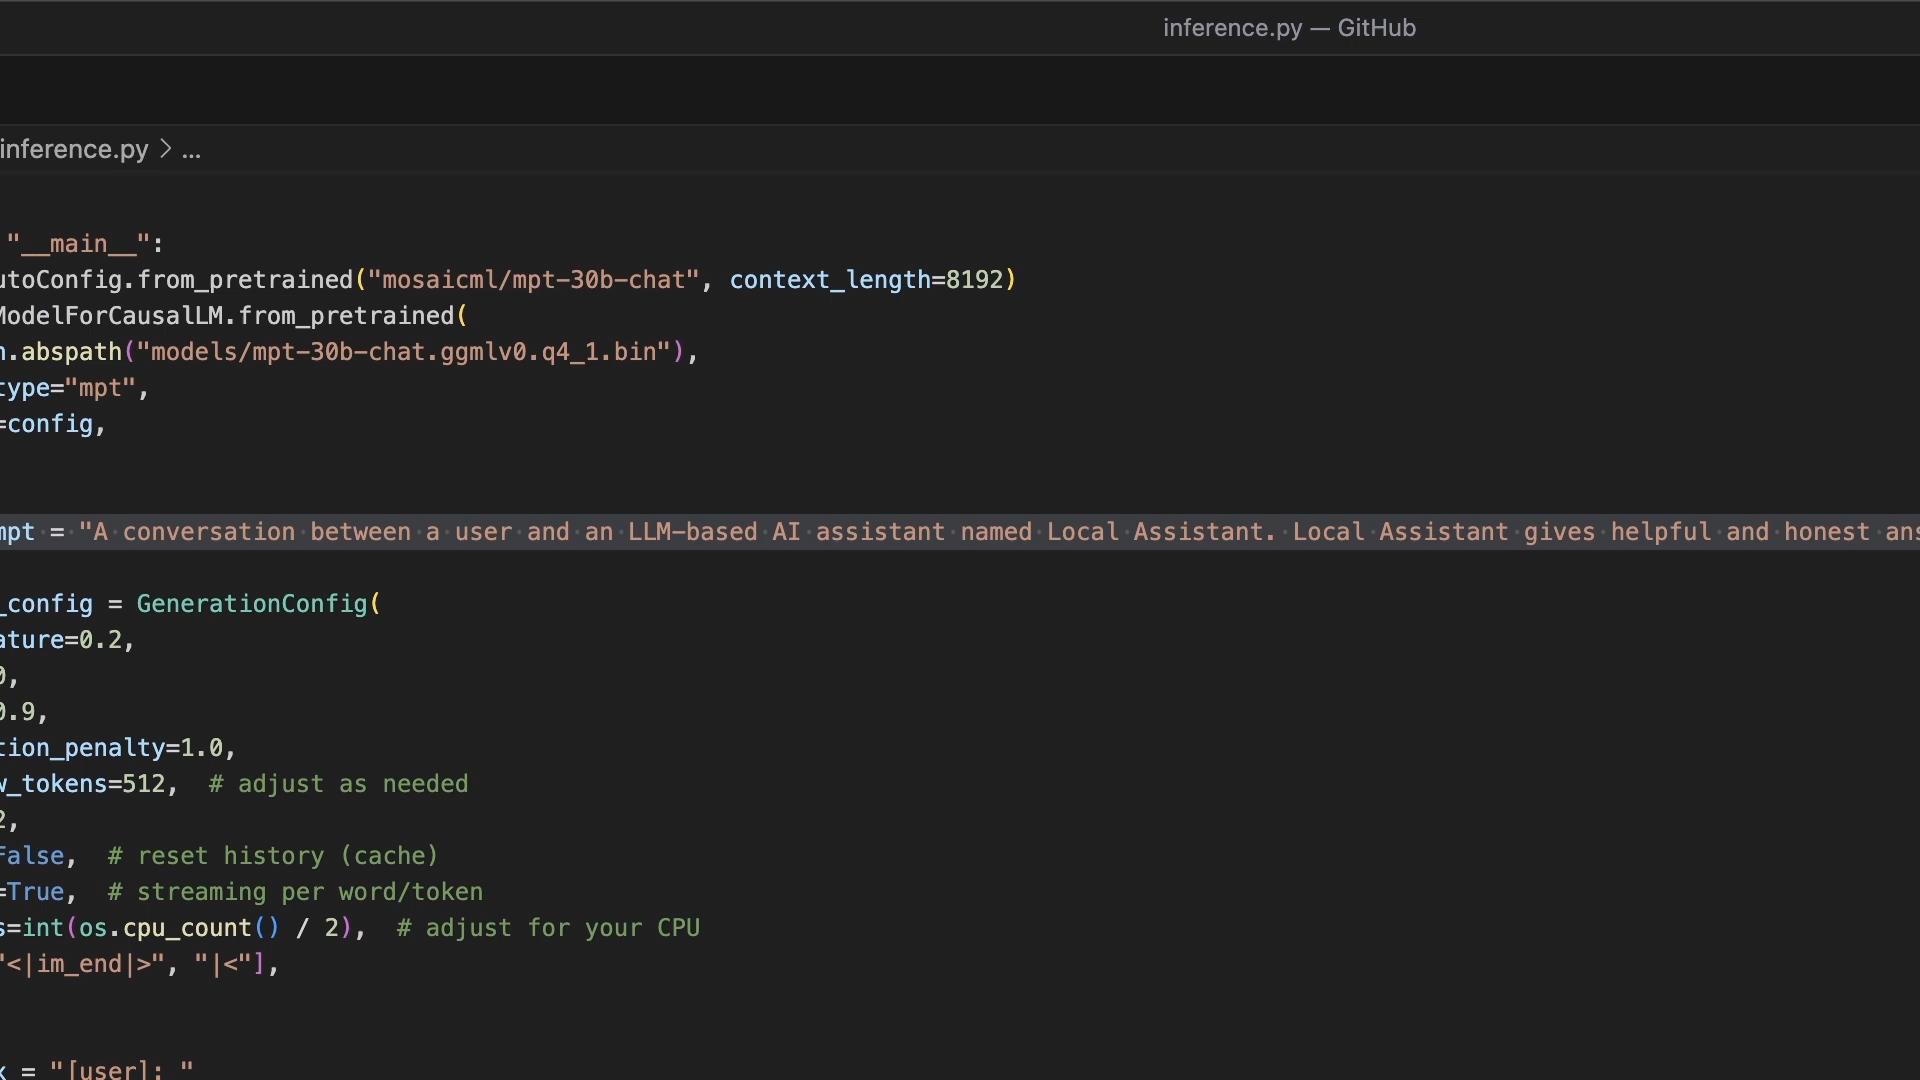 inference.py — GitHub
inference.py > ...
"__main__":
utoConfig.from_pretrained("mosaicml/mpt-30b-chat", context_length=8192)
ModelForCausalLM.from_pretrained(
h.abspath("models/mpt-30b-chat.ggmlv0.q4_1.bin"),
type="mpt",
=config,
mpt = "A conversation between a user and an LLM-based AI assistant named Local Assistant. Local Assistant gives helpful and honest ans
_config = GenerationConfig(
ature=0.2,
0,
0.9,
tion_penalty=1.0,
w_tokens=512,  # adjust as needed
2,
False,  # reset history (cache)
=True,  # streaming per word/token
s=int(os.cpu_count() / 2),  # adjust for your CPU
"<|im_end|>", "|<"],
x = "[user]: "